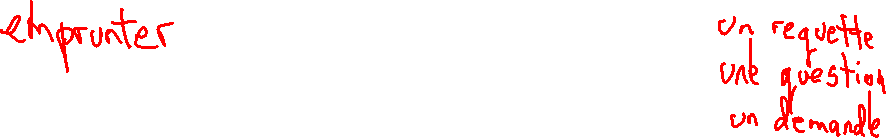 emprunter
un requette
une question
un demande